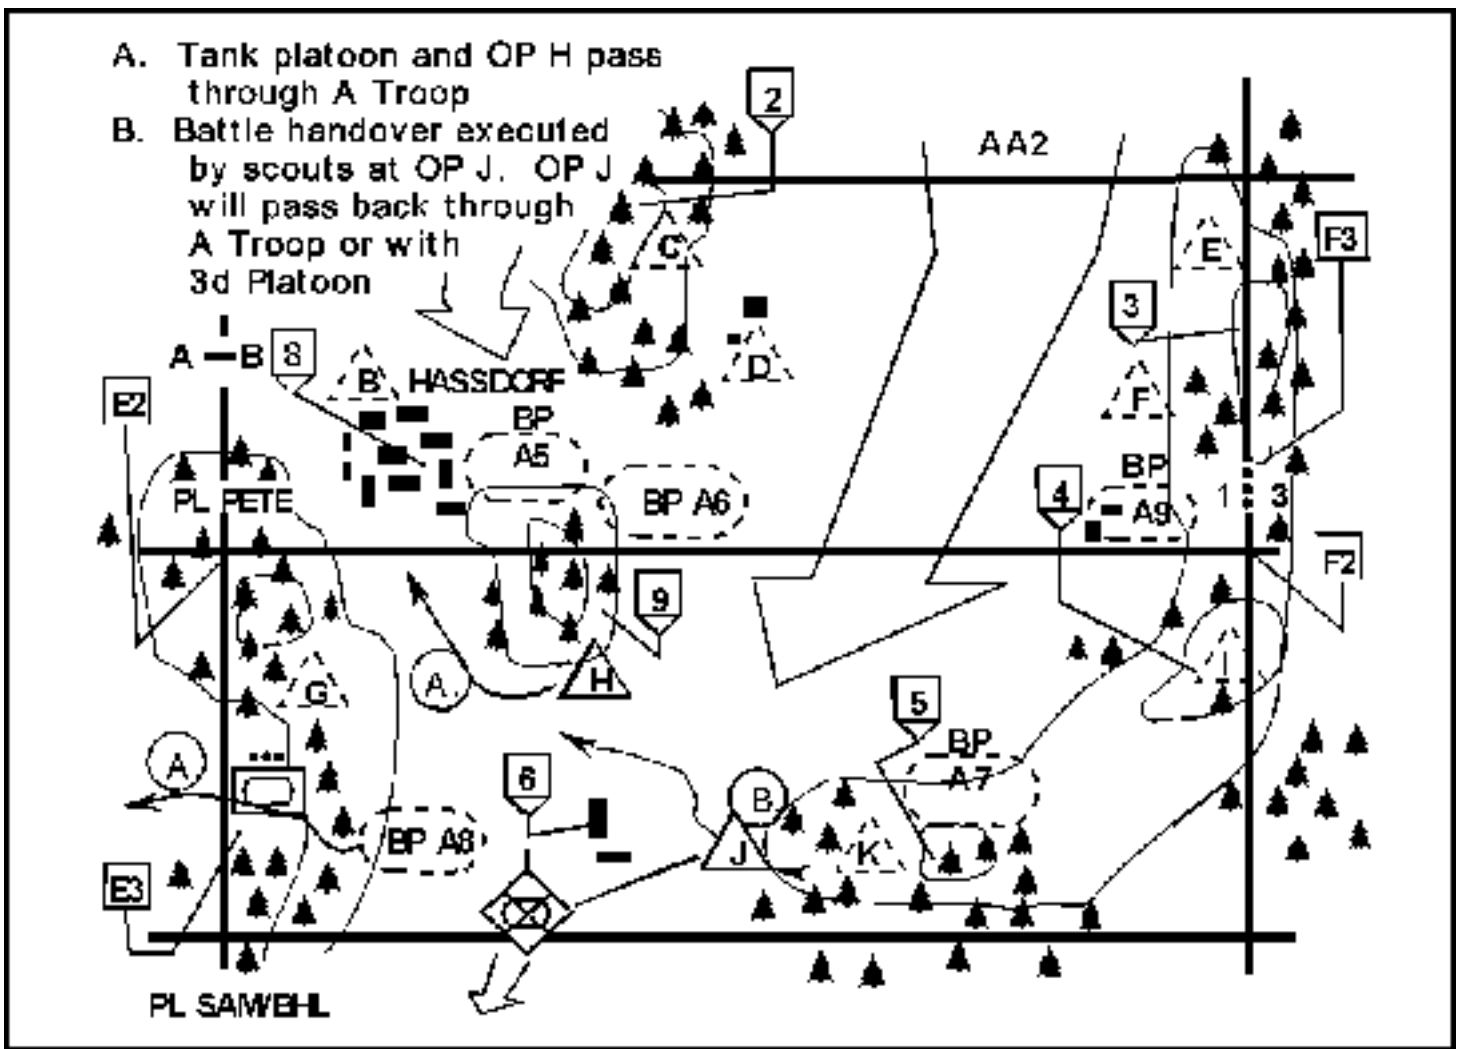 A. Tank platoon and OP H pass
through A Troop
B. Battle handover executed
by scouts at OP J. OP J
will pass back through
A Troop or with
3d Platoon
2
AA2
C
E
F3
3
A B
8
B
HASSDORF
D
F
E2
BP
A5
BP
PL PETE
BP A6
4
A9
1 3
F2
9
A
H
G
I
5
BP
A
6
B
A7
BP A8
J
K
E3
PL SAM/BHL